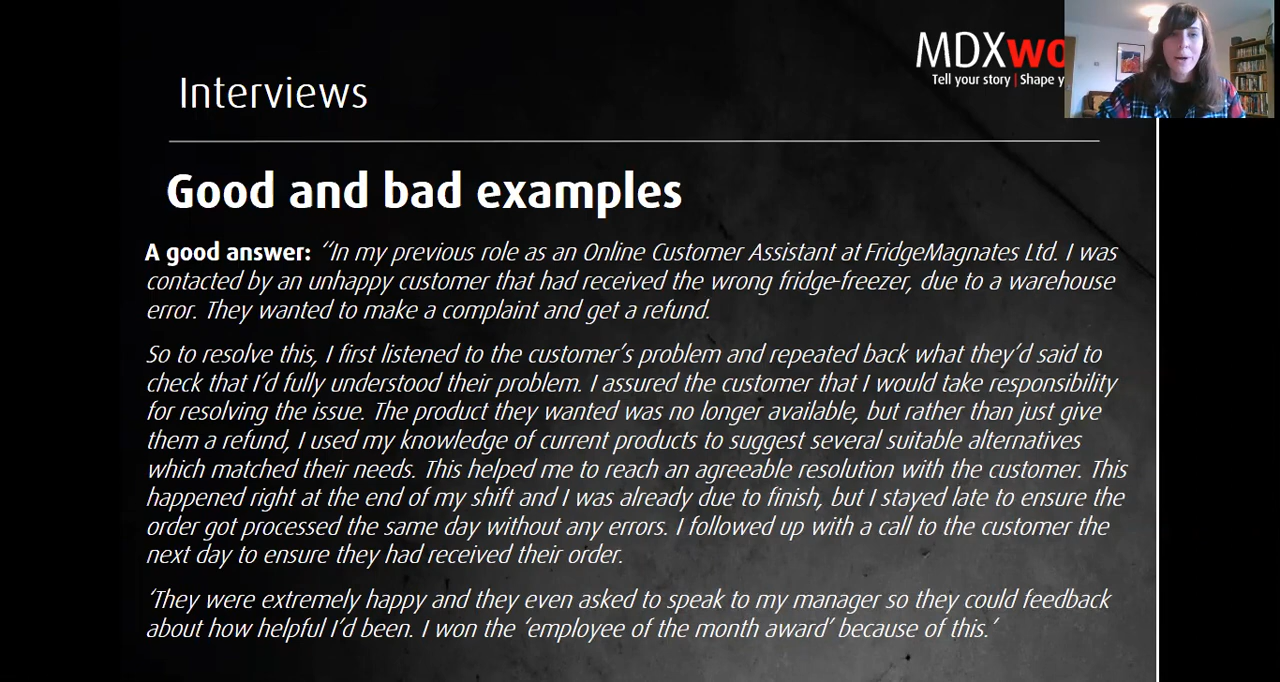 MDXwo
Tell your story | Shape y
Interviews
Good and bad examples
A good answer: “In my previous role as an Online Customer Assistant at FridgeMagnates Ltd. I was
contacted by an unhappy customer that had received the wrong fridge-freezer, due to a warehouse
error. They wanted to make a complaint and get a refund.
So to resolve this, I first listened to the customer’s problem and repeated back what they’d said to
check that I’d fully understood their problem. I assured the customer that I would take responsibility
for resolving the issue. The product they wanted was no longer available, but rather than just give
them a refund, I used my knowledge of current products to suggest several suitable alternatives
which matched their needs. This helped me to reach an agreeable resolution with the customer. This
happened right at the end of my shift and I was already due to finish, but I stayed late to ensure the
order got processed the same day without any errors. I followed up with a call to the customer the
next day to ensure they had received their order.
‘They were extremely happy and they even asked to speak to my manager so they could feedback
about how helpful I’d been. I won the ‘employee of the month award’ because of this.’